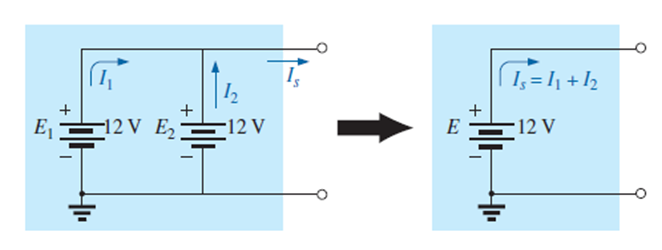 I1
I2
Is
+
E1
12 V
–
+
E2
12 V
–
Is = I1 + I2
+
E
12 V
–